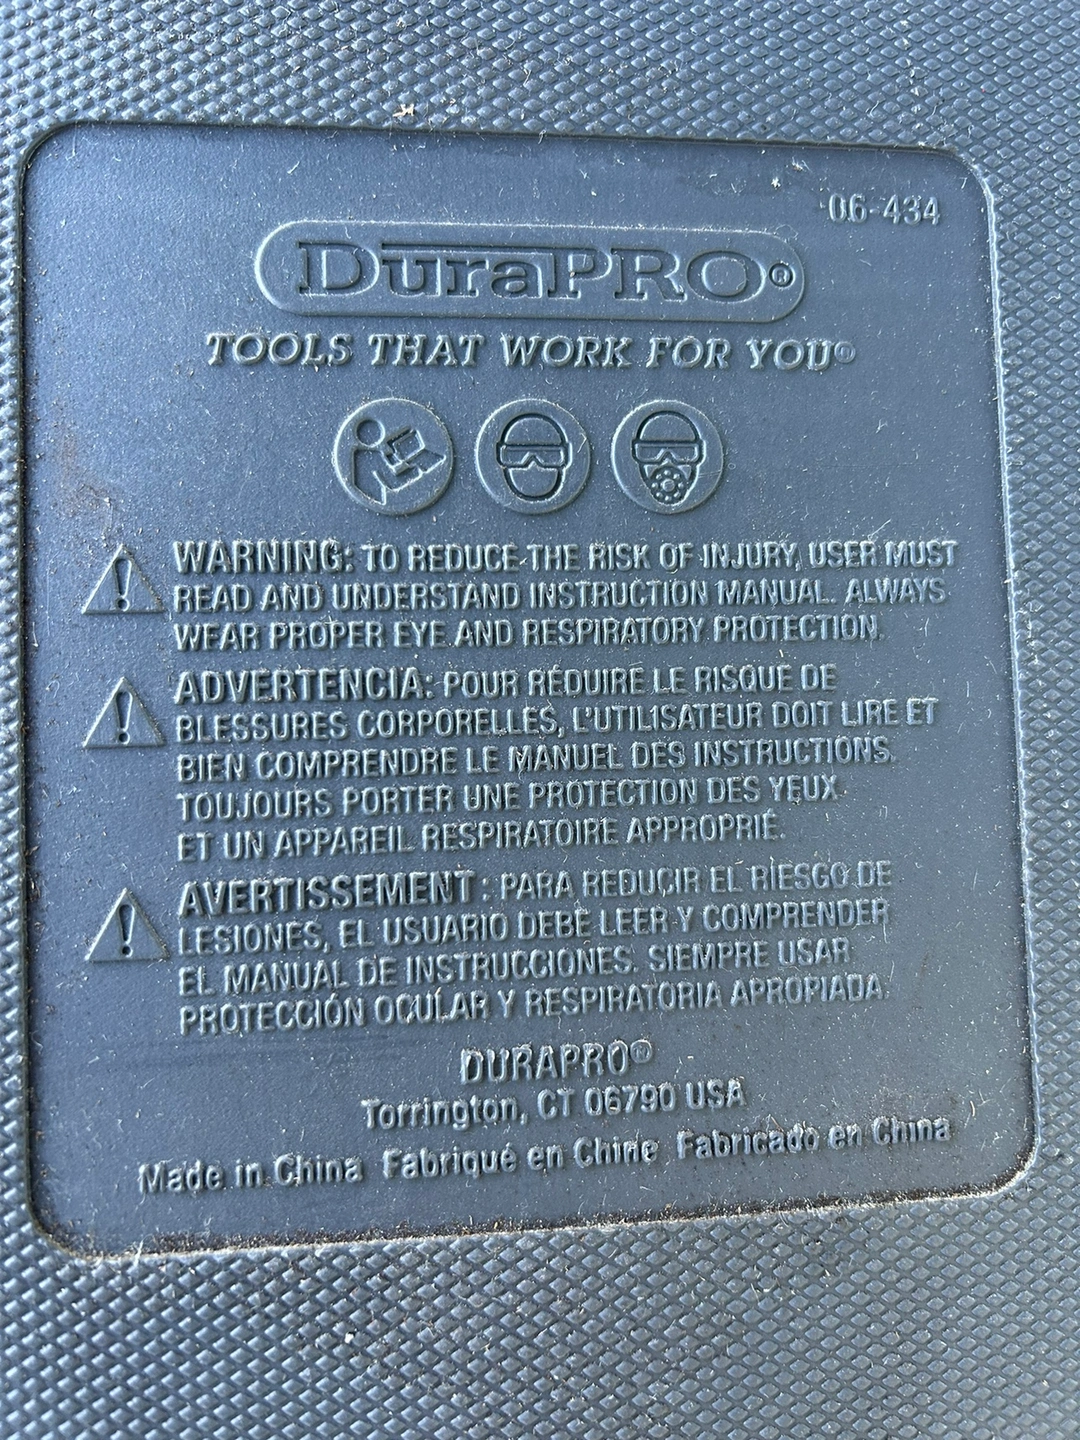 06-434
DuraPRO®
TOOLS THAT WORK FOR YOU®
WARNING: TO REDUCE THE RISK OF INJURY, USER MUST
READ AND UNDERSTAND INSTRUCTION MANUAL. ALWAYS
WEAR PROPER EYE AND RESPIRATORY PROTECTION.
ADVERTENCIA: POUR RÉDUIRE LE RISQUE DE
BLESSURES CORPORELLES, L'UTILISATEUR DOIT LIRE ET
BIEN COMPRENDRE LE MANUEL DES INSTRUCTIONS.
TOUJOURS PORTER UNE PROTECTION DES YEUX
ET UN APPAREIL RESPIRATOIRE APPROPRIÉ.
AVERTISSEMENT: PARA REDUCIR EL RIESGO DE
LESIONES, EL USUARIO DEBE LEER Y COMPRENDER
EL MANUAL DE INSTRUCCIONES. SIEMPRE USAR
PROTECCIÓN OCULAR Y RESPIRATORIA APROPIADA.
DURAPRO®
Torrington, CT 06790 USA
Made in China Fabriqué en Chine Fabricado en China